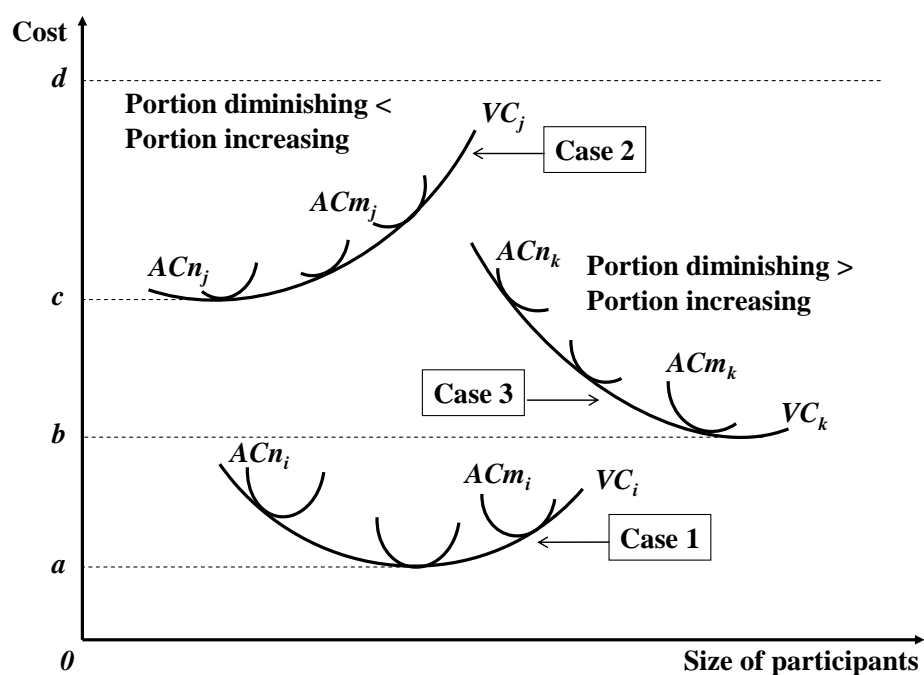 Cost
d
Portion diminishing <
Portion increasing
VCj
Case 2
ACmj
ACnj
ACnk
Portion diminishing >
Portion increasing
c
ACmk
Case 3
VCk
b
ACni
ACmi
VCi
Case 1
a
0
Size of participants